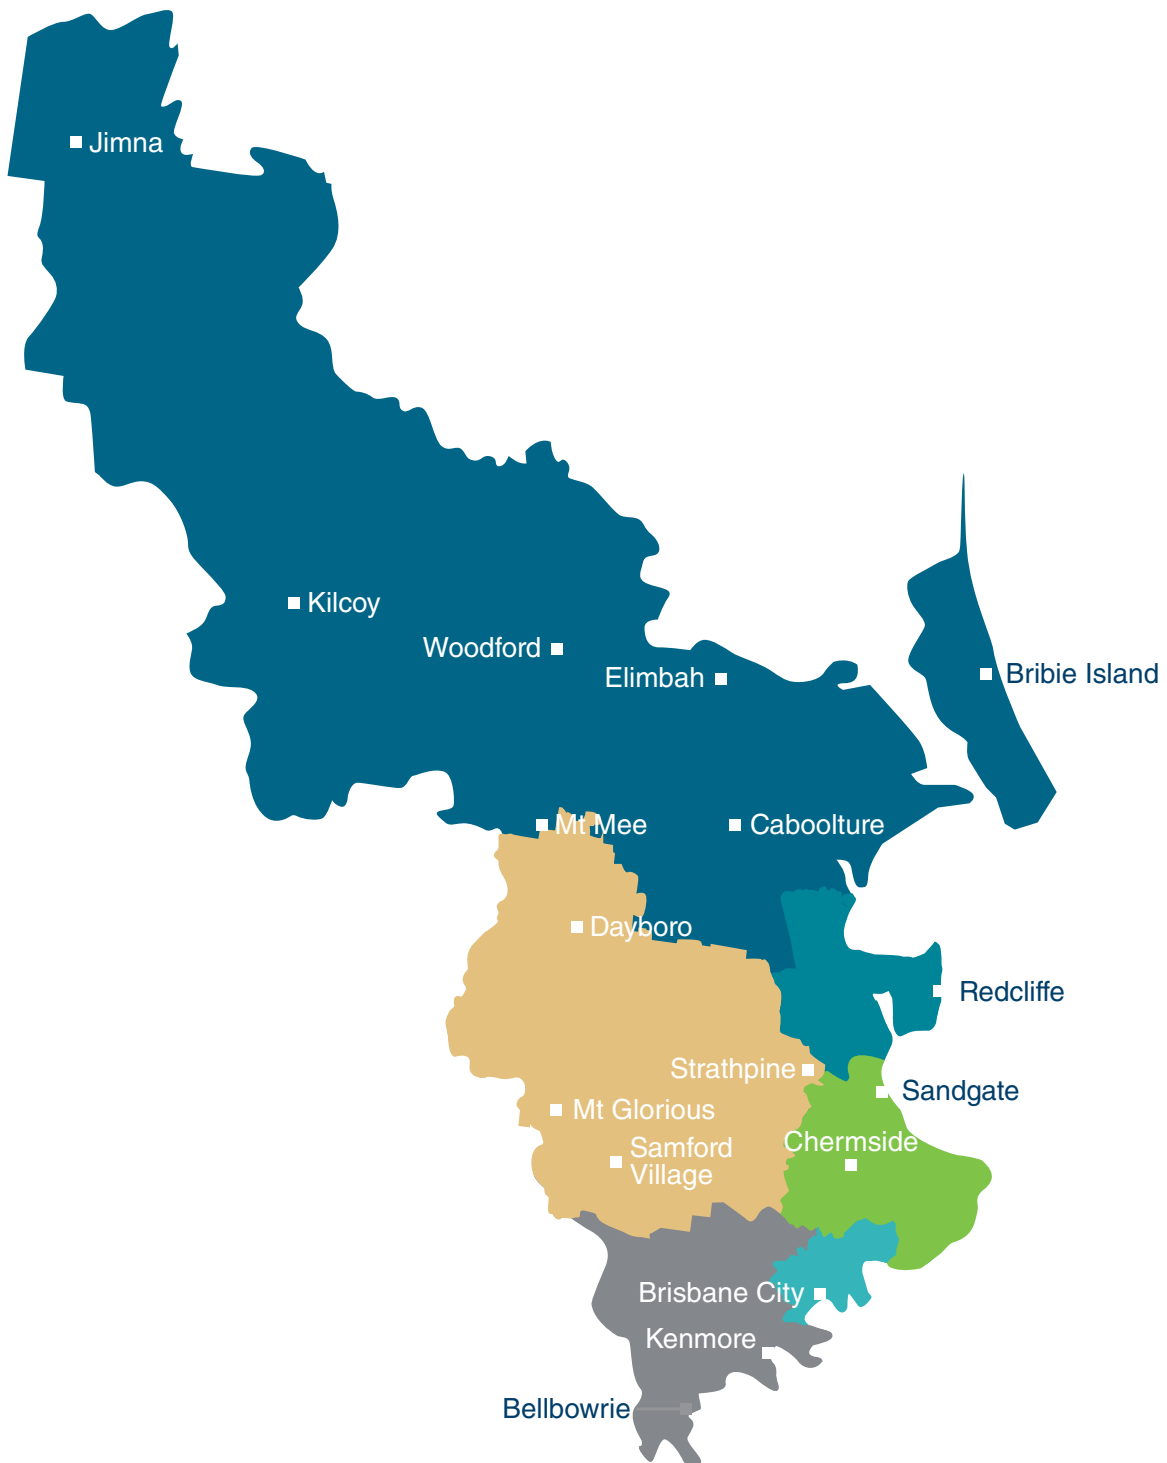 Jimna
Kilcoy
Woodford
Elimbah
Bribie Island
Mt Mee
Caboolture
Dayboro
Redcliffe
Strathpine
Sandgate
Mt Glorious
Chermside
Samford
Village
Brisbane City
Kenmore
Bellbowrie